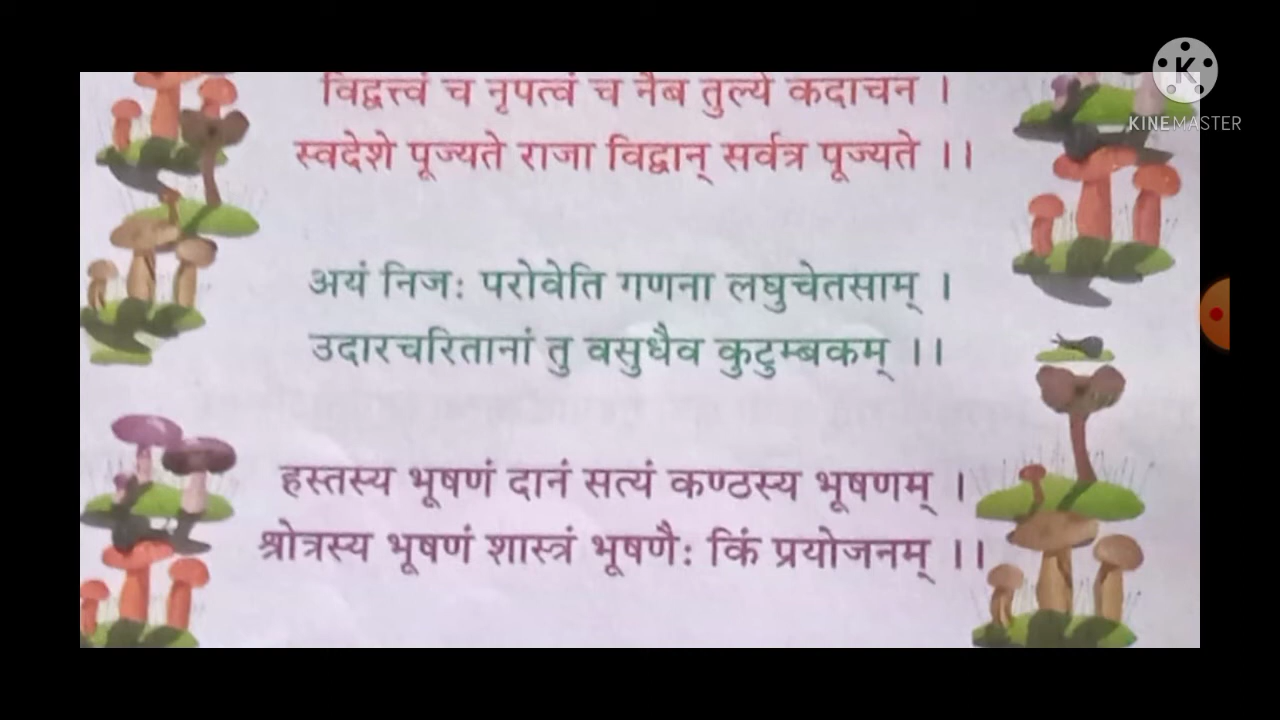 विद्वत्त्वं च नृपत्वं च नैब तुल्ये कदाचन ।
स्वदेशे पूज्यते राजा विद्वान् सर्वत्र पूज्यते ।।
अयं निजः परोवेति गणना लघुचेतसाम् ।
उदारचरितानां तु वसुधैव कुटुम्बकम् ।।
हस्तस्य भूषणं दानं सत्यं कण्ठस्य भूषणम् ।
श्रोत्रस्य भूषणं शास्त्रं भूषणैः किं प्रयोजनम् ।।
K
KINEMASTER